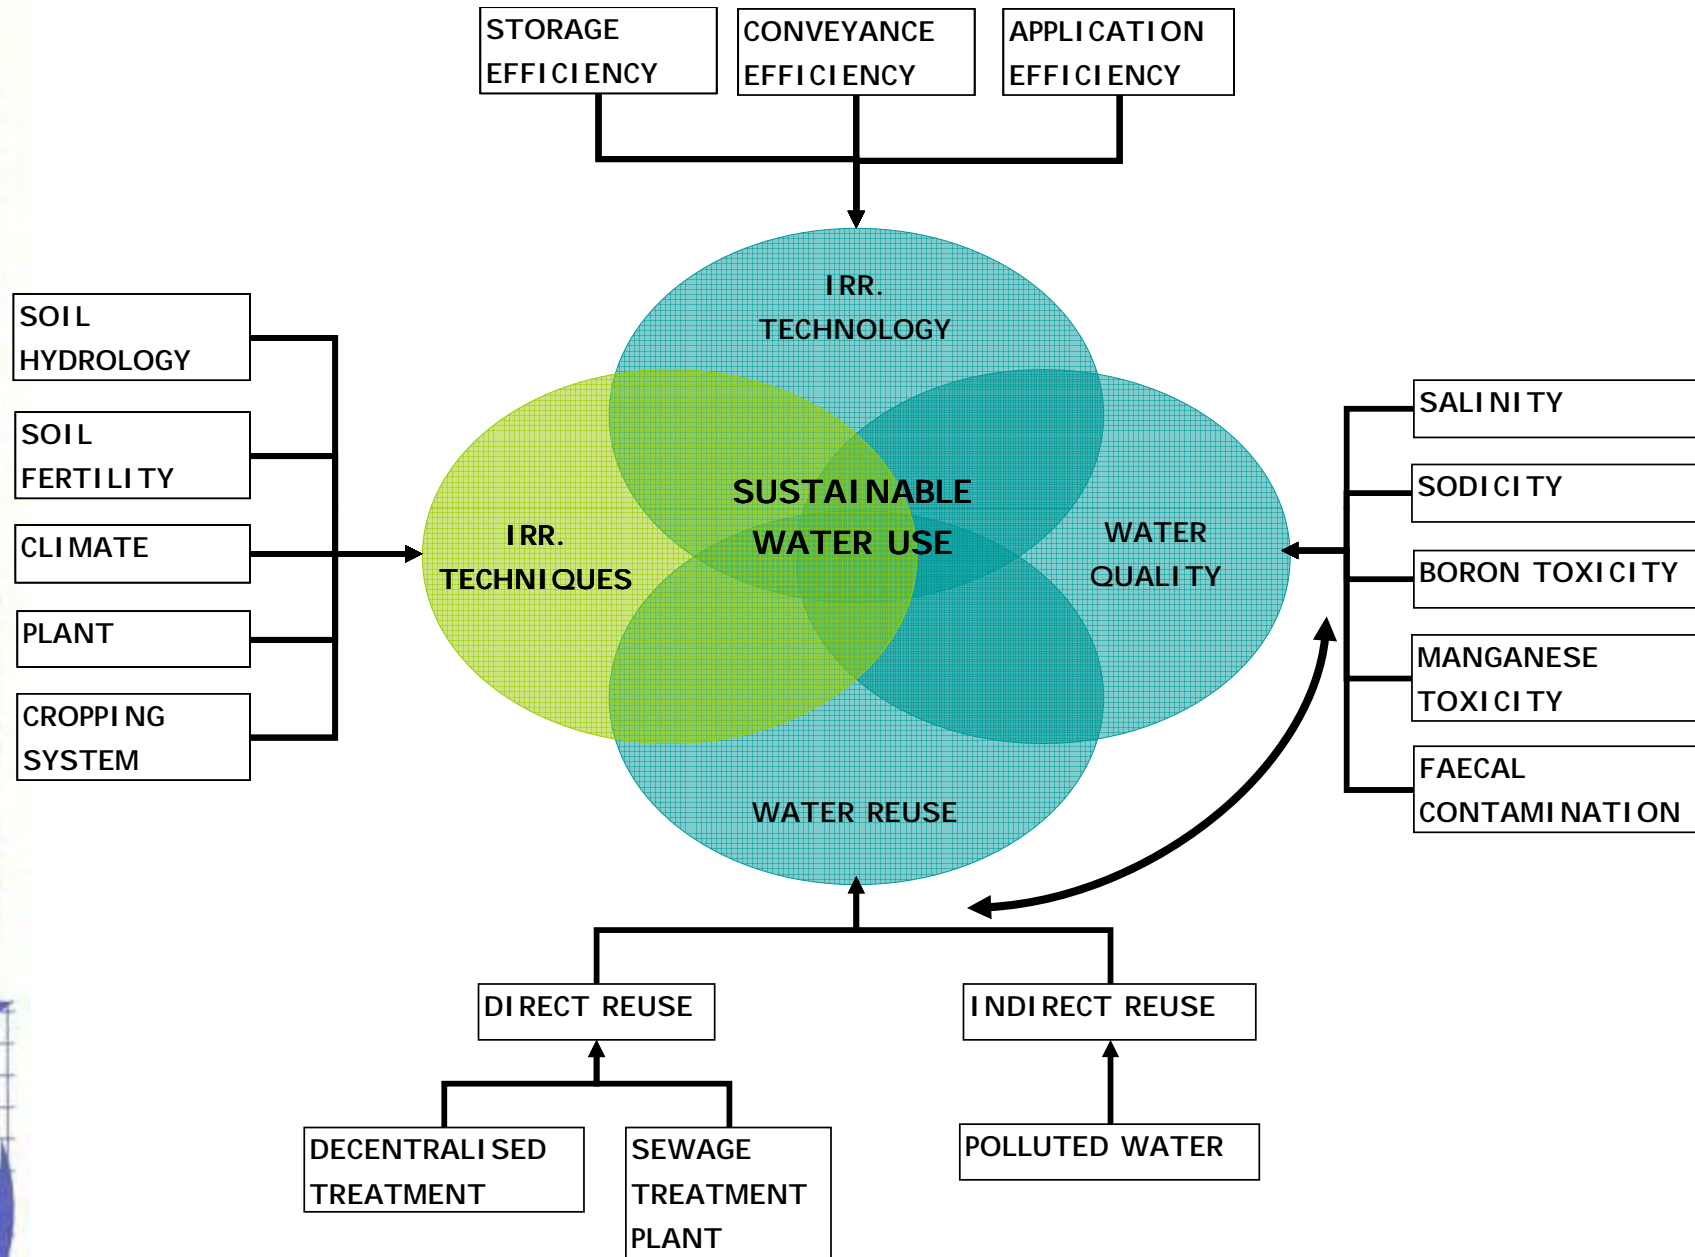 STORAGE
EFFICIENCY
CONVEYANCE
EFFICIENCY
APPLICATION
EFFICIENCY
IRR.
TECHNOLOGY
SOIL
HYDROLOGY
SOIL
FERTILITY
CLIMATE
PLANT
CROPPING
SYSTEM
IRR.
TECHNIQUES
SUSTAINABLE
WATER USE
WATER
QUALITY
SALINITY
SODICITY
BORON TOXICITY
MANGANESE
TOXICITY
FAECAL
CONTAMINATION
WATER REUSE
DIRECT REUSE
INDIRECT REUSE
DECENTRALISED
TREATMENT
SEWAGE
TREATMENT
PLANT
POLLUTED WATER